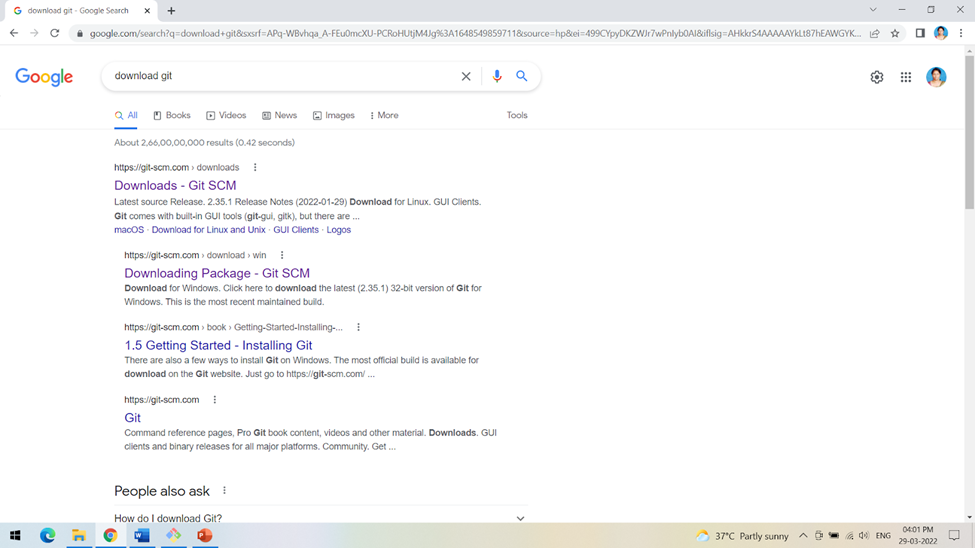 download git - Google Search
google.com/search?q=download+git&sxsrf=APq-WBvhqa_A-FEu0mcXU-PCRoHUtjM4Jg%3A1648549859711&source=hp&ei=499CYpyDKZWJr7wPnIyb0AI&iflsig=AHkkrS4AAAAAYkLt87hEAWGYK...
Google
download git
All Books Videos News Images More Tools
About 2,66,00,00,000 results (0.42 seconds)
https://git-scm.com › downloads
Downloads - Git SCM
Latest source Release. 2.35.1 Release Notes (2022-01-29) Download for Linux. GUI Clients.
Git comes with built-in GUI tools (git-gui, gitk), but there are ...
macOS · Download for Linux and Unix · GUI Clients · Logos
https://git-scm.com › download › win
Downloading Package - Git SCM
Download for Windows. Click here to download the latest (2.35.1) 32-bit version of Git for
Windows. This is the most recent maintained build.
https://git-scm.com › book › Getting-Started-Installing-...
1.5 Getting Started - Installing Git
There are also a few ways to install Git on Windows. The most official build is available for
download on the Git website. Just go to https://git-scm.com/ ...
https://git-scm.com
Git
Command reference pages, Pro Git book content, videos and other material. Downloads. GUI
clients and binary releases for all major platforms. Community. Get ...
People also ask
How do I download Git?
37°C Partly sunny ENG 04:01 PM
29-03-2022